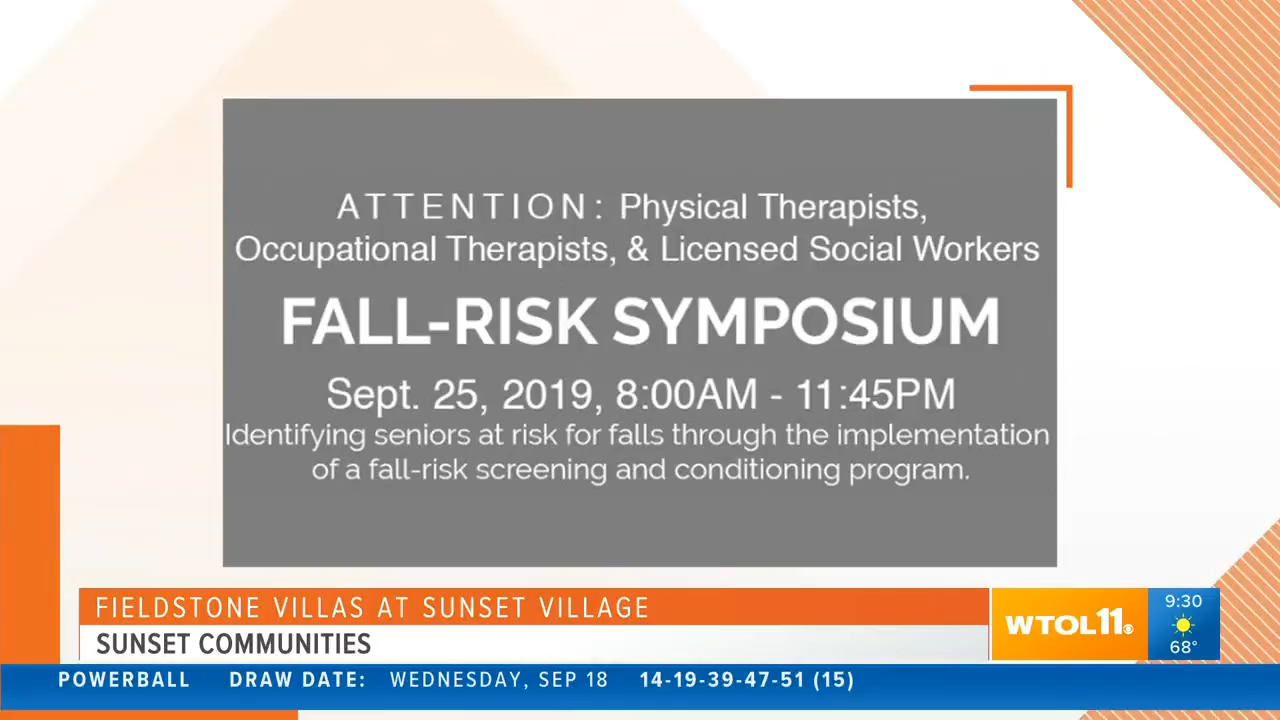 ATTENTION: Physical Therapists,
Occupational Therapists, & Licensed Social Workers
FALL-RISK SYMPOSIUM
Sept. 25, 2019, 8:00AM - 11:45PM
Identifying seniors at risk for falls through the implementation
of a fall-risk screening and conditioning program.
FIELDSTONE VILLAS AT SUNSET VILLAGE
SUNSET COMMUNITIES
WTOL11
9:30
68°
POWERBALL DRAW DATE: WEDNESDAY, SEP 18 14-19-39-47-51 (15)